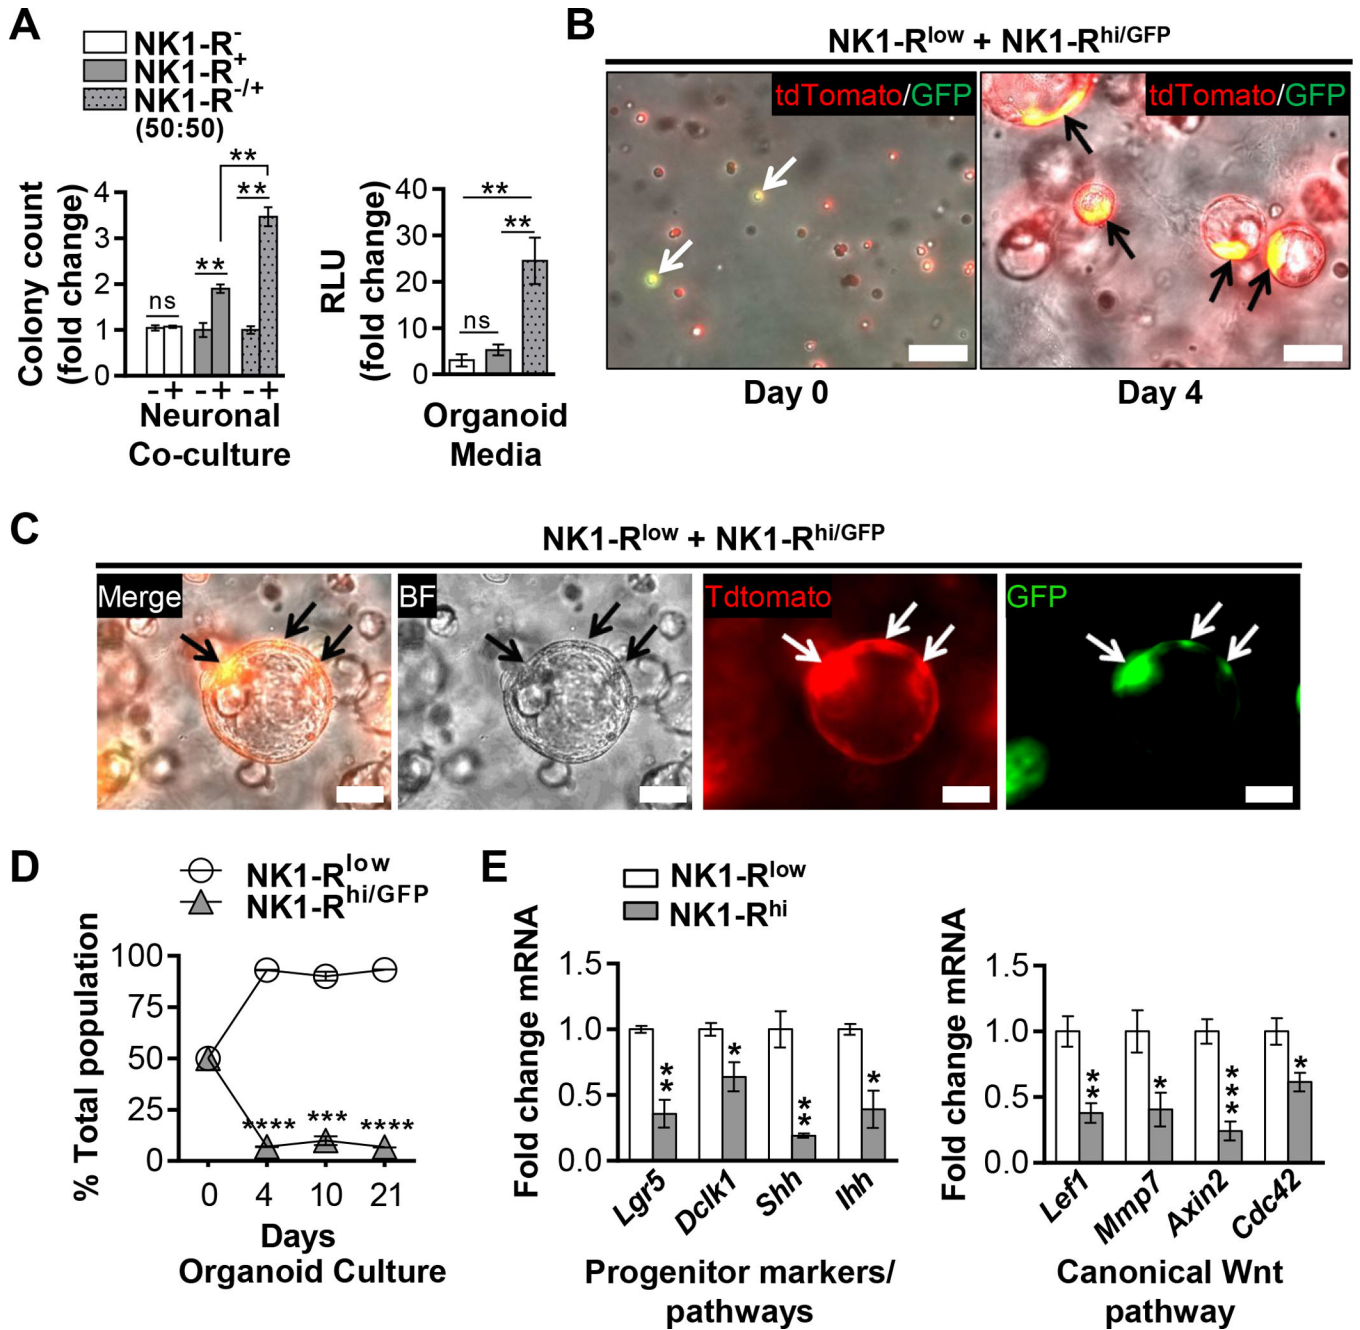 A
NK1-R-
NK1-R+
NK1-R-/+
(50:50)
Colony count
(fold change)
4
3
2
1
0
ns
**
**
**
- + - + - +
Neuronal
Co-culture
RLU
(fold change)
40
30
20
10
0
**
**
ns
Organoid
Media
B
NK1-Rlow + NK1-Rhi/GFP
tdTomato/GFP
tdTomato/GFP
Day 0
Day 4
C
NK1-Rlow + NK1-Rhi/GFP
Merge
BF
Tdtomato
GFP
D
NK1-Rlow
NK1-Rhi/GFP
% Total population
100
75
50
25
0
**** *** ****
0 4 10 21
Days
Organoid Culture
E
NK1-Rlow
NK1-Rhi
Fold change mRNA
1.5
1.0
0.5
0.0
**
*
**
*
Lgr5 Dclk1 Shh Ihh
Progenitor markers/
pathways
Fold change mRNA
1.5
1.0
0.5
0.0
**
*
***
*
Lef1 Mmp7 Axin2 Cdc42
Canonical Wnt
pathway